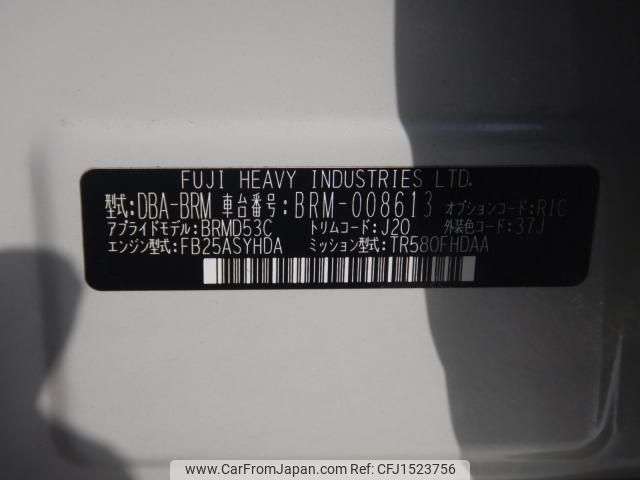 FUJI HEAVY INDUSTRIES LTD.
型式:DBA-BRM 車台番号:BRM-008613 オプションコード:RIC
アプライドモデル:BRMD53C トリムコード:J20 外装色コード:37J
エンジン型式:FB25ASYHDA ミッション型式:TR580FHDAA
www.CarFromJapan.com - CFJ1523756